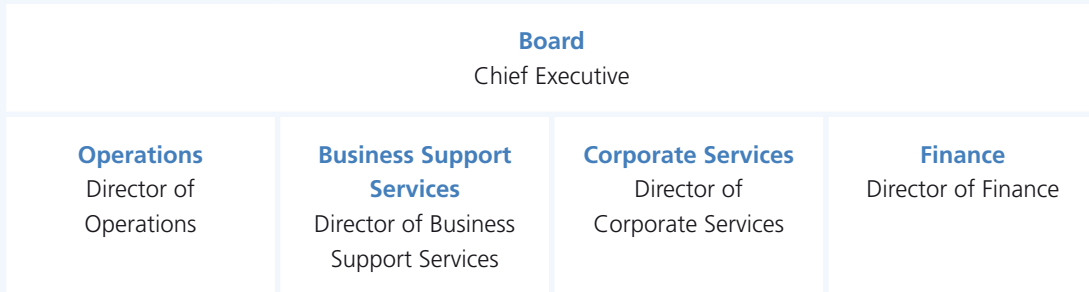 Board
Chief Executive
Operations
Director of
Operations
Business Support
Services
Director of Business
Support Services
Corporate Services
Director of
Corporate Services
Finance
Director of Finance